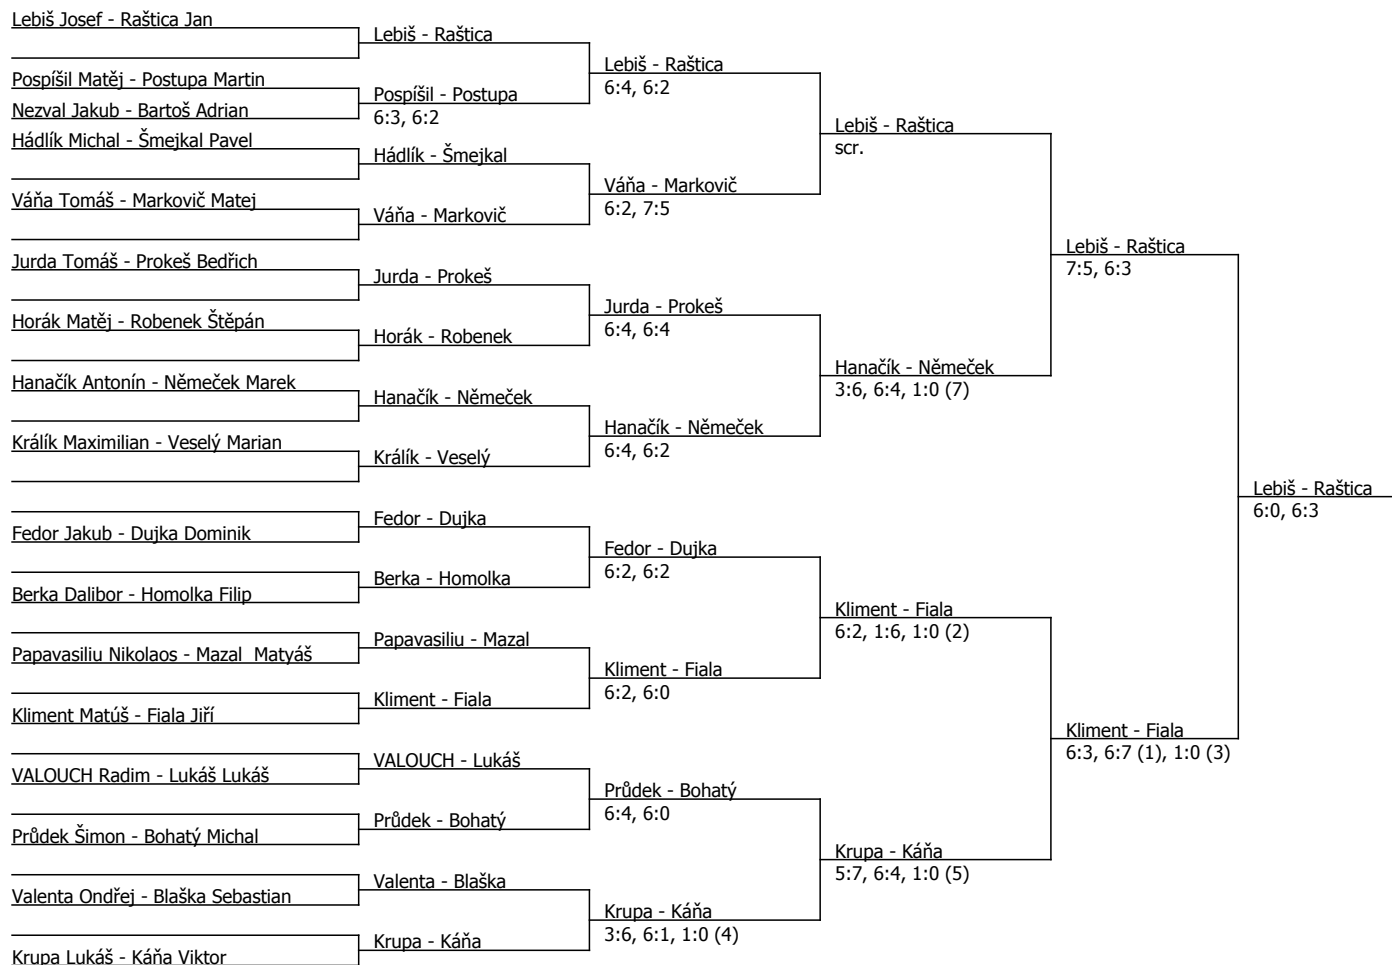 Lebiš Josef - Raštica Jan
Pospíšil Matěj - Postupa Martin
Nezval Jakub - Bartoš Adrian
Hádlík Michal - Šmejkal Pavel
Váňa Tomáš - Markovič Matej
Jurda Tomáš - Prokeš Bedřich
Horák Matěj - Robenek Štěpán
Hanačík Antonín - Němeček Marek
Králík Maximilian - Veselý Marian
Fedor Jakub - Dujka Dominik
Berka Dalibor - Homolka Filip
Papavasiliu Nikolaos - Mazal  Matyáš
Kliment Matúš - Fiala Jiří
VALOUCH Radim - Lukáš Lukáš
Průdek Šimon - Bohatý Michal
Valenta Ondřej - Blaška Sebastian
Krupa Lukáš - Káňa Viktor
Lebiš - Raštica
Pospíšil - Postupa
6:3, 6:2
Hádlík - Šmejkal
Váňa - Markovič
Jurda - Prokeš
Horák - Robenek
Hanačík - Němeček
Králík - Veselý
Fedor - Dujka
Berka - Homolka
Papavasiliu - Mazal
Kliment - Fiala
VALOUCH - Lukáš
Průdek - Bohatý
Valenta - Blaška
Krupa - Káňa
Lebiš - Raštica
6:4, 6:2
Váňa - Markovič
6:2, 7:5
Jurda - Prokeš
6:4, 6:4
Hanačík - Němeček
6:4, 6:2
Fedor - Dujka
6:2, 6:2
Kliment - Fiala
6:2, 6:0
Průdek - Bohatý
6:4, 6:0
Krupa - Káňa
3:6, 6:1, 1:0 (4)
Lebiš - Raštica
scr.
Hanačík - Němeček
3:6, 6:4, 1:0 (7)
Kliment - Fiala
6:2, 1:6, 1:0 (2)
Krupa - Káňa
5:7, 6:4, 1:0 (5)
Lebiš - Raštica
7:5, 6:3
Kliment - Fiala
6:3, 6:7 (1), 1:0 (3)
Lebiš - Raštica
6:0, 6:3